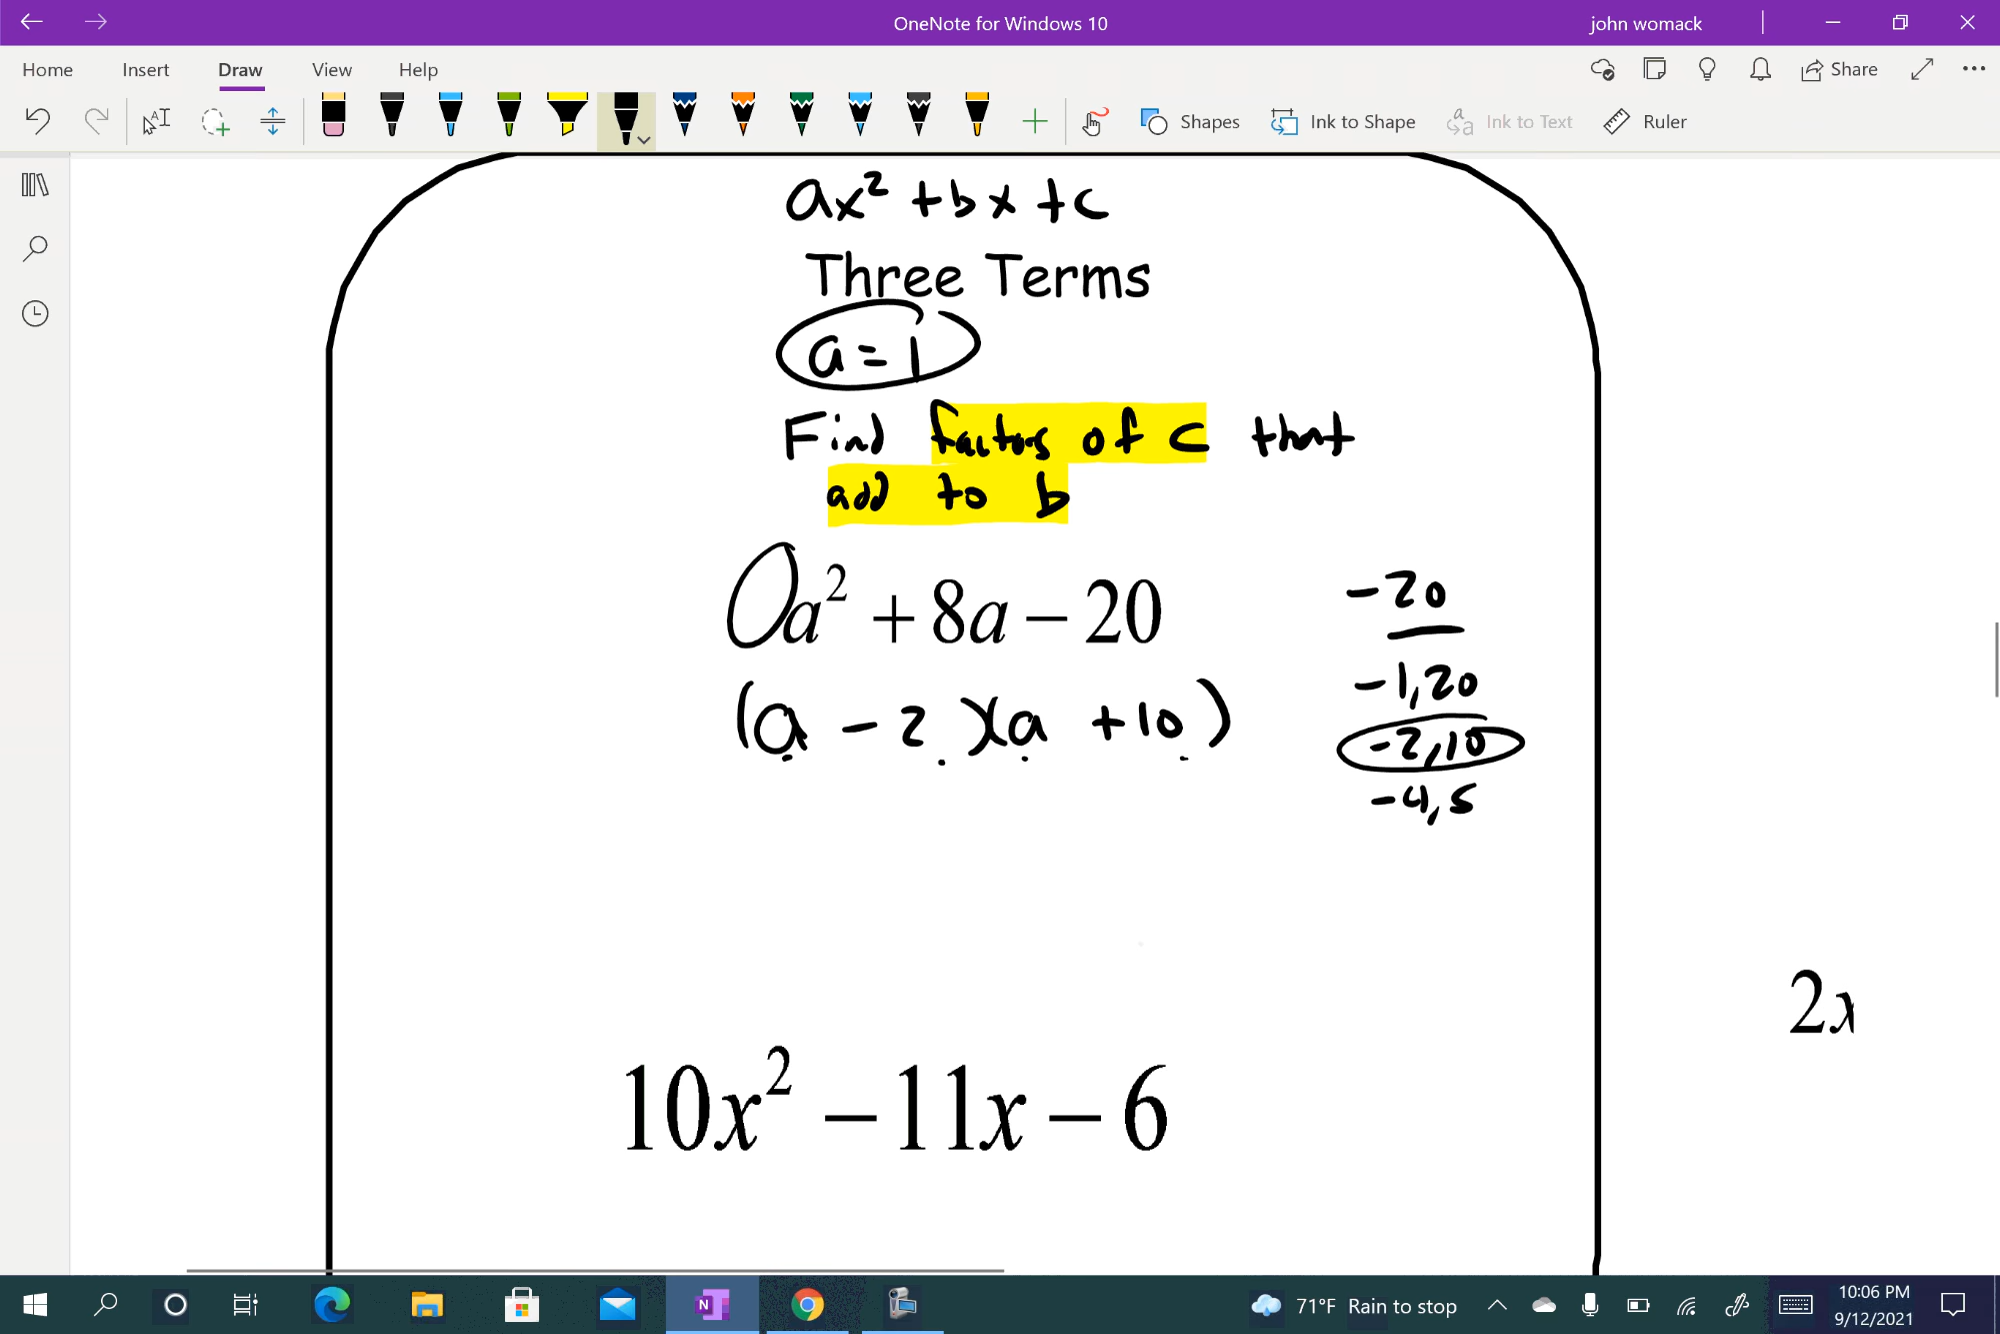 OneNote for Windows 10
john womack
Home Insert Draw View Help
Share
Shapes Ink to Shape Ink to Text Ruler
ax² + bx + c
Three Terms
a = 1
Find factors of c that
add to b
a² + 8a − 20
(a − 2)(a + 10)
-20
-1, 20
-2, 10
-4, 5
2x
10x² − 11x − 6
71°F Rain to stop
10:06 PM
9/12/2021